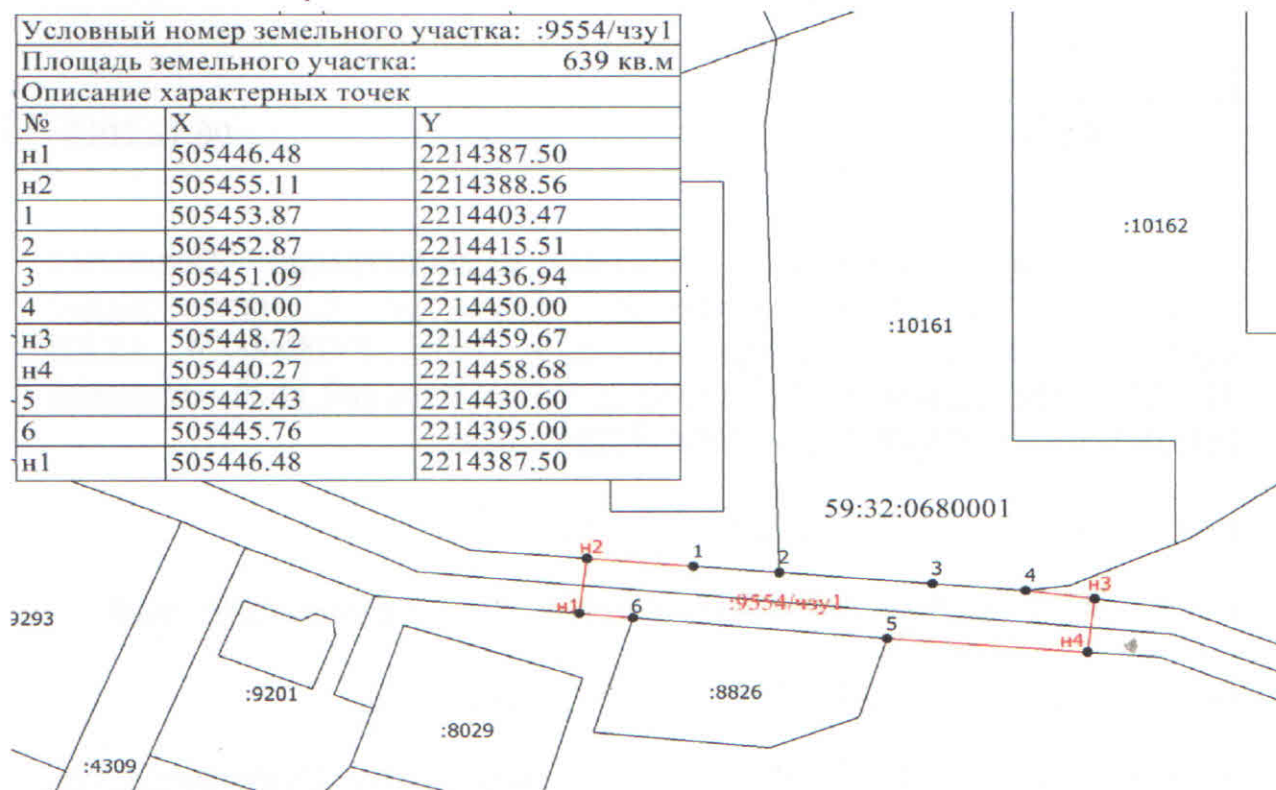 Условный номер земельного участка: :9554/чзу1
Площадь земельного участка: 639 кв.м
Описание характерных точек
№ X Y
н1 505446.48 2214387.50
н2 505455.11 2214388.56
1 505453.87 2214403.47
2 505452.87 2214415.51
3 505451.09 2214436.94
4 505450.00 2214450.00
н3 505448.72 2214459.67
н4 505440.27 2214458.68
5 505442.43 2214430.60
6 505445.76 2214395.00
н1 505446.48 2214387.50
:10162
:10161
59:32:0680001
н2
1
2
3
4
н3
:9554/чзу1
н1
6
5
н4
9293
:9201
:8826
:8029
:4309